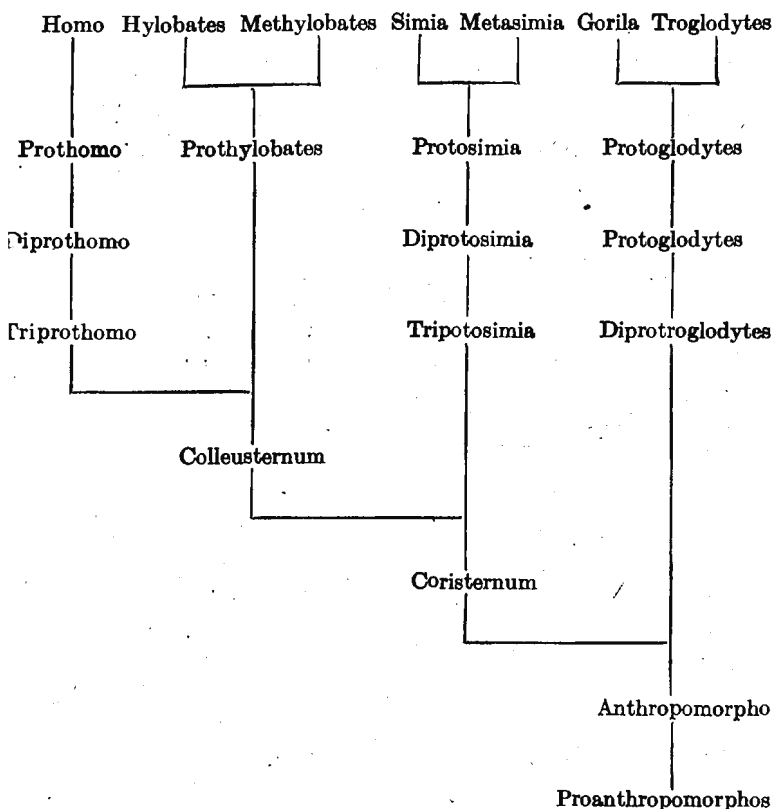 Homo Hylobates Methylobates Simia Metasimia Gorila Troglodytes
Prothomo Prothylobates Protosimia Protoglodytes
Diprothomo Diprotosimia Protoglodytes
Triprothomo Tripotosimia Diprotroglodytes
Colleusternum
Coristernum
Anthropomorpho
Proanthropomorphos